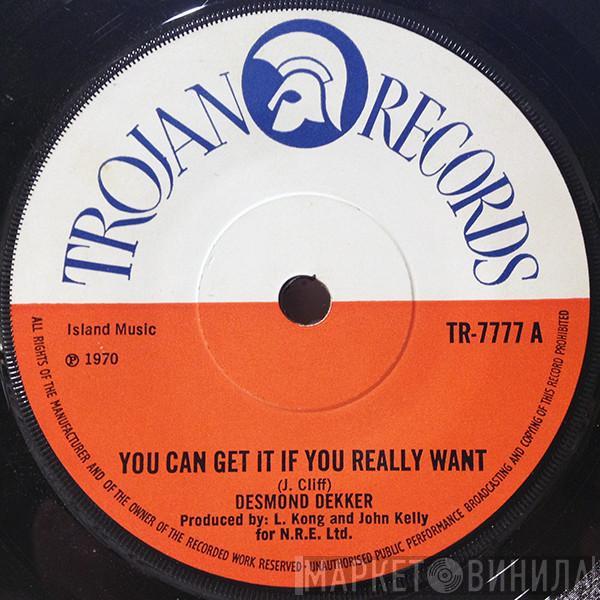 TROJAN RECORDS
Island Music
TR-7777 A
℗ 1970
YOU CAN GET IT IF YOU REALLY WANT
(J. Cliff)
DESMOND DEKKER
Produced by: L. Kong and John Kelly
for N.R.E. Ltd.
ALL RIGHTS OF THE MANUFACTURER AND OF THE OWNER OF THE RECORDED WORK RESERVED · UNAUTHORISED PUBLIC PERFORMANCE BROADCASTING AND COPYING OF THIS RECORD PROHIBITED
МАРКЕТ ВИНИЛА